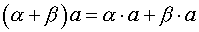 (α + β)a = α · a + β · a